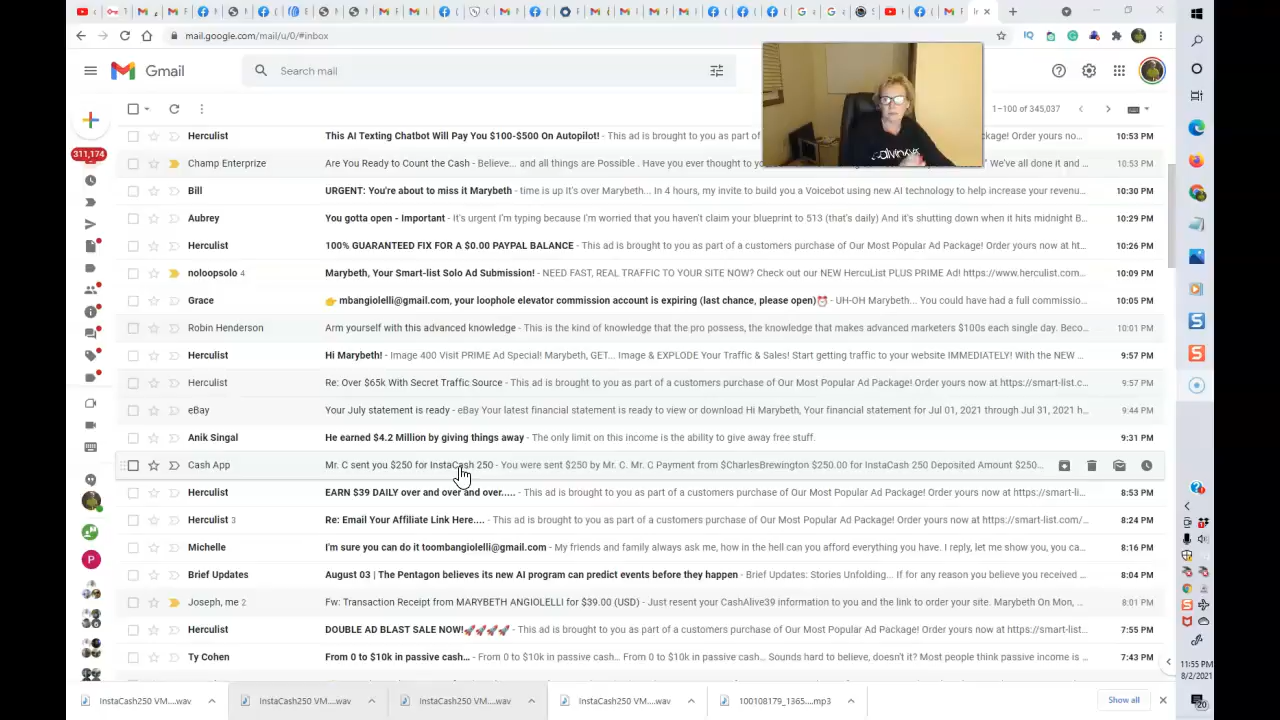 mail.google.com/mail/u/0/#inbox
Gmail
Search mail
1–100 of 345,037
311,174
Herculist This AI Texting Chatbot Will Pay You $100-$500 On Autopilot! - This ad is brought to you as part of ckage! Order yours no... 10:53 PM
Champ Enterprize Are You Ready to Count the Cash - Believe... and all things are Possible . Have you ever thought to y We've all done it and ... 10:53 PM
Bill URGENT: You're about to miss it Marybeth - time is up It's over Marybeth... In 4 hours, my invite to build you a Voicebot using new AI technology to help increase your revenu... 10:30 PM
Aubrey You gotta open - Important - It's urgent I'm typing because I'm worried that you haven't claim your blueprint to 513 (that's daily) And it's shutting down when it hits midnight B... 10:29 PM
Herculist 100% GUARANTEED FIX FOR A $0.00 PAYPAL BALANCE - This ad is brought to you as part of a customers purchase of Our Most Popular Ad Package! Order yours now at ht... 10:26 PM
noloopsolo 4 Marybeth, Your Smart-list Solo Ad Submission! - NEED FAST, REAL TRAFFIC TO YOUR SITE NOW? Check out our NEW HercuList PLUS PRIME Ad! https://www.hercul... 10:09 PM
Grace 👉 mbangiolelli@gmail.com, your loophole elevator commission account is expiring (last chance, please open)⏰ - UH-OH Marybeth... You could have had a full commissio... 10:05 PM
Robin Henderson Arm yourself with this advanced knowledge - This is the kind of knowledge that the pro possess, the knowledge that makes advanced marketers $100s each single day. Beco... 10:01 PM
Herculist Hi Marybeth! - Image 400 Visit PRIME Ad Special! Marybeth, GET... Image & EXPLODE Your Traffic & Sales! Start getting traffic to your website IMMEDIATELY! With the NEW ... 9:57 PM
Herculist Re: Over $65k With Secret Traffic Source - This ad is brought to you as part of a customers purchase of Our Most Popular Ad Package! Order yours now at https://smart-list.c... 9:57 PM
eBay Your July statement is ready - eBay Your latest financial statement is ready to view or download Hi Marybeth, Your financial statement for Jul 01, 2021 through Jul 31, 2021 h... 9:44 PM
Anik Singal He earned $4.2 Million by giving things away - The only limit on this income is the ability to give away free stuff. 9:31 PM
Cash App Mr. C sent you $250 for InstaCash 250 - You were sent $250 by Mr. C. Mr. C Payment from $CharlesBrewington $250.00 for InstaCash 250 Deposited Amount $250...
Herculist EARN $39 DAILY over and over and over..... - This ad is brought to you as part of a customers purchase of Our Most Popular Ad Package! Order yours now at https://smart-li... 8:53 PM
Herculist 3 Re: Email Your Affiliate Link Here.... - This ad is brought to you as part of a customers purchase of Our Most Popular Ad Package! Order yours now at https://smart-list.com/... 8:24 PM
Michelle I'm sure you can do it toombangiolelli@gmail.com - My friends and family always ask me, how in the hell can you afford everything you have. I reply, let me show you, you ca... 8:16 PM
Brief Updates August 03 | The Pentagon believes its new AI program can predict events before they happen - Brief Updates: Stories Unfolding... If for any reason you believe you received ... 8:04 PM
Joseph, me 2 Fw: Transaction Receipt from MARYBETH ANGIOLELLI for $39.00 (USD) - Just resent your CashAlive39 information to you and the link to order your site. Marybeth On Mon, ... 8:01 PM
Herculist DOUBLE AD BLAST SALE NOW!🚀🚀🚀🚀 - This ad is brought to you as part of a customers purchase of Our Most Popular Ad Package! Order yours now at https://smart-li... 7:55 PM
Ty Cohen From 0 to $10k in passive cash... - From 0 to $10k in passive cash... Sounds hard to believe, doesn't it? Most people think passive income is ... 7:43 PM
P
11:55 PM
8/2/2021
InstaCash250 VM....wav InstaCash250 VM....wav InstaCash250 VM....wav InstaCash250 VM....wav 100108179_1365....mp3 Show all
20